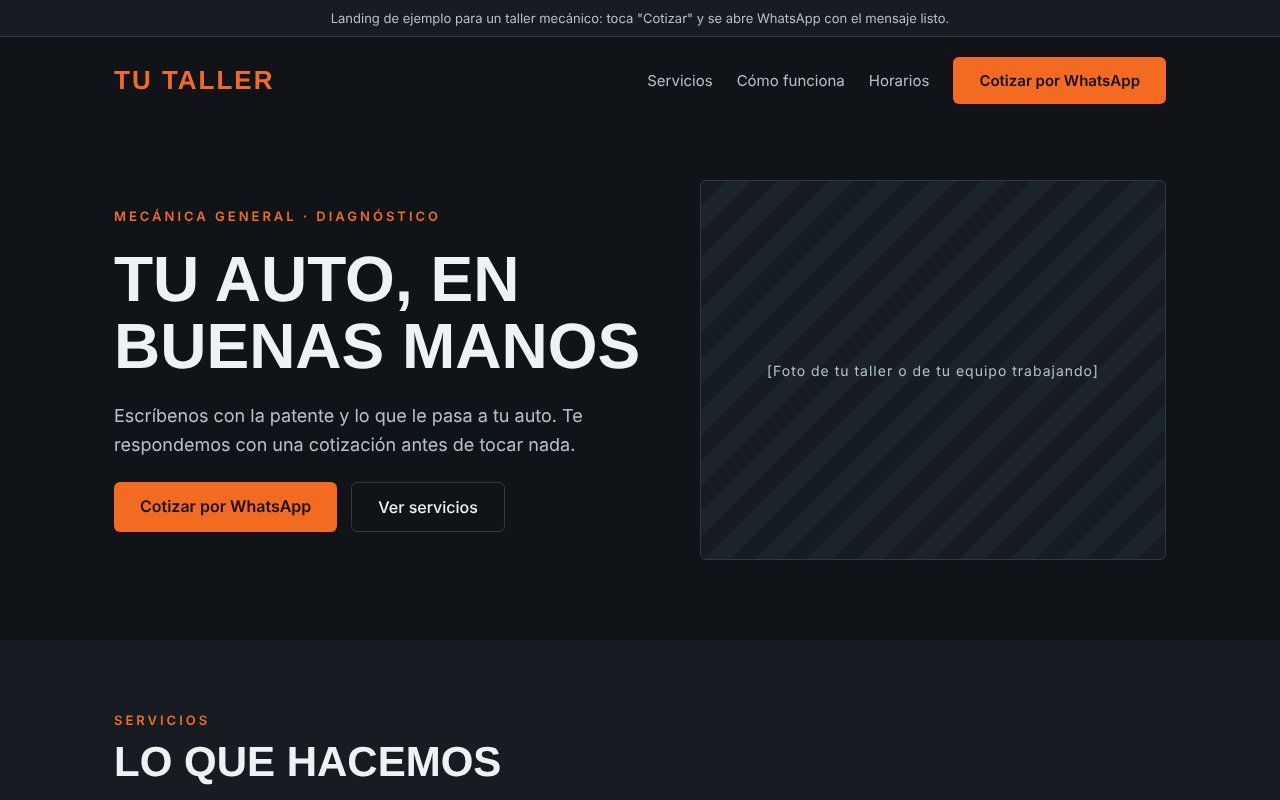 Landing de ejemplo para un taller mecánico: toca "Cotizar" y se abre WhatsApp con el mensaje listo.
TU TALLER
Servicios
Cómo funciona
Horarios
Cotizar por WhatsApp
MECÁNICA GENERAL · DIAGNÓSTICO
TU AUTO, EN
BUENAS MANOS
Escríbenos con la patente y lo que le pasa a tu auto. Te
respondemos con una cotización antes de tocar nada.
Cotizar por WhatsApp
Ver servicios
[Foto de tu taller o de tu equipo trabajando]
SERVICIOS
LO QUE HACEMOS